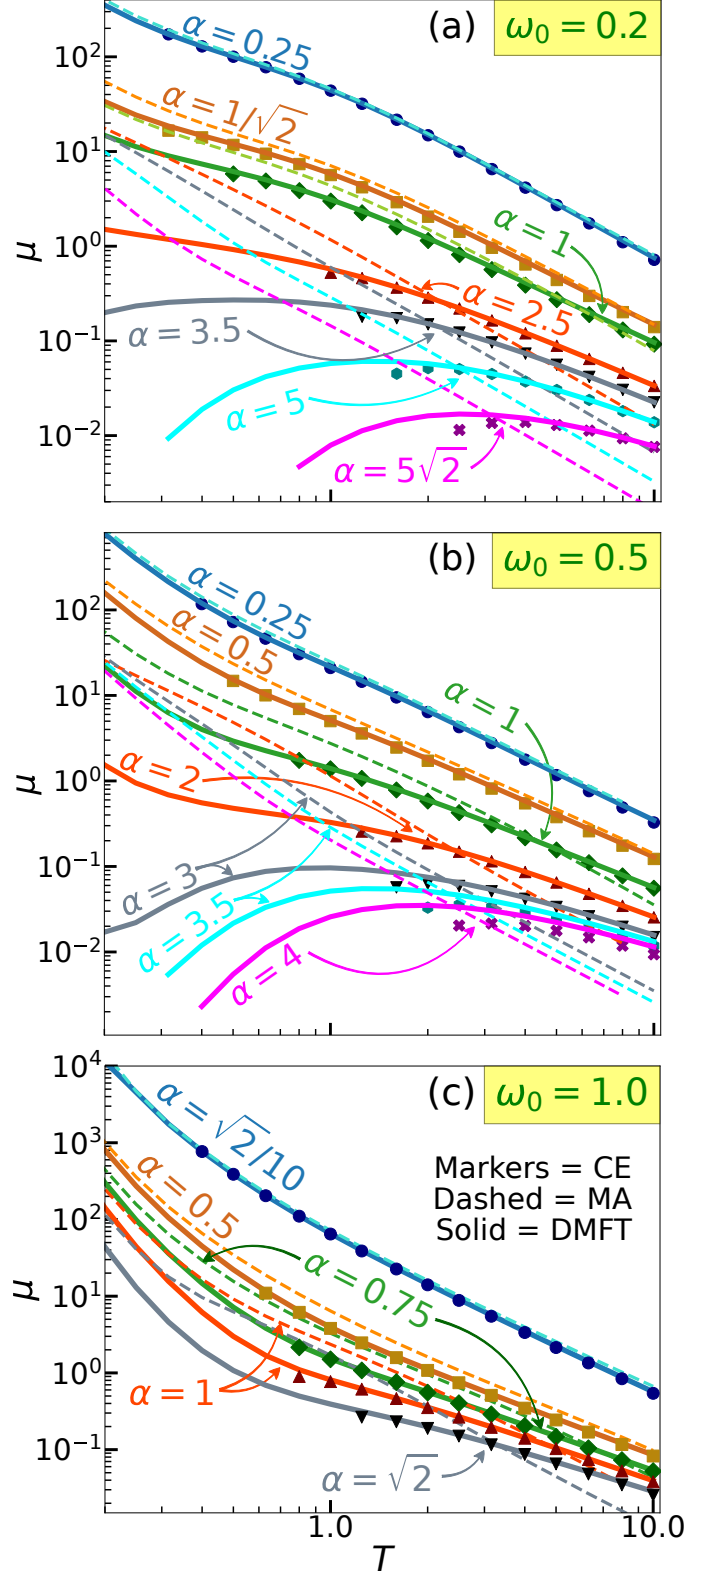 (a)
ω₀ = 0.2
α = 0.25
α = 1/√2
α = 1
α = 2.5
α = 3.5
α = 5
α = 5√2
μ
10²
10¹
10⁰
10⁻¹
10⁻²
(b)
ω₀ = 0.5
α = 0.25
α = 0.5
α = 1
α = 2
α = 3
α = 3.5
α = 4
μ
10²
10¹
10⁰
10⁻¹
10⁻²
(c)
ω₀ = 1.0
α = √2/10
Markers = CE
Dashed = MA
Solid = DMFT
α = 0.5
α = 0.75
α = 1
α = √2
μ
10⁴
10³
10²
10¹
10⁰
10⁻¹
1.0
10.0
T